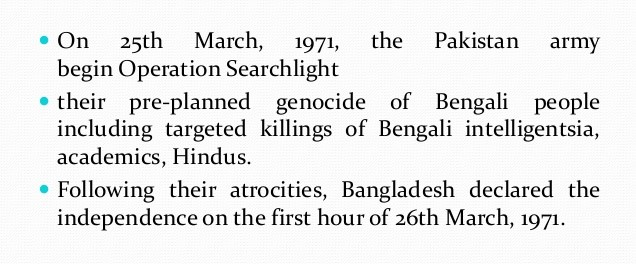 On 25th March, 1971, the Pakistan army
begin Operation Searchlight
their pre-planned genocide of Bengali people
including targeted killings of Bengali intelligentsia,
academics, Hindus.
Following their atrocities, Bangladesh declared the
independence on the first hour of 26th March, 1971.